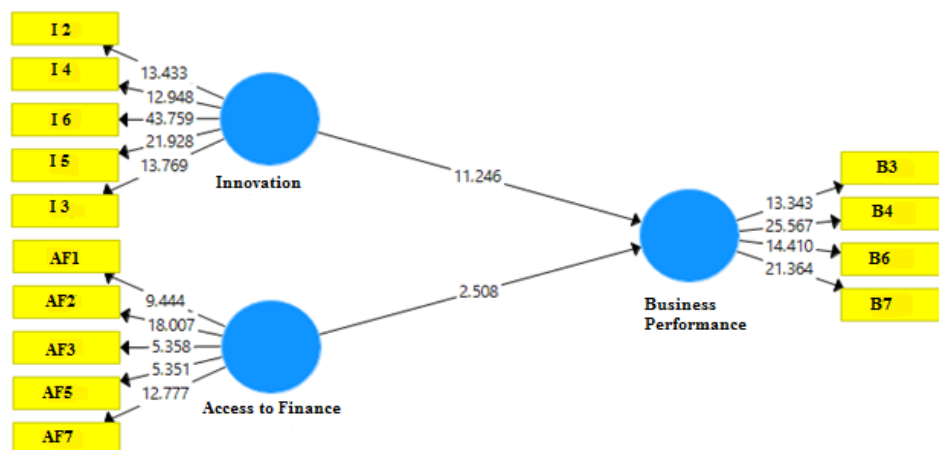 I 2
I 4
I 6
I 5
I 3
13.433
12.948
43.759
21.928
13.769
Innovation
11.246
AF1
AF2
AF3
AF5
AF7
9.444
18.007
5.358
5.351
12.777
Access to Finance
2.508
Business
Performance
13.343
25.567
14.410
21.364
B3
B4
B6
B7